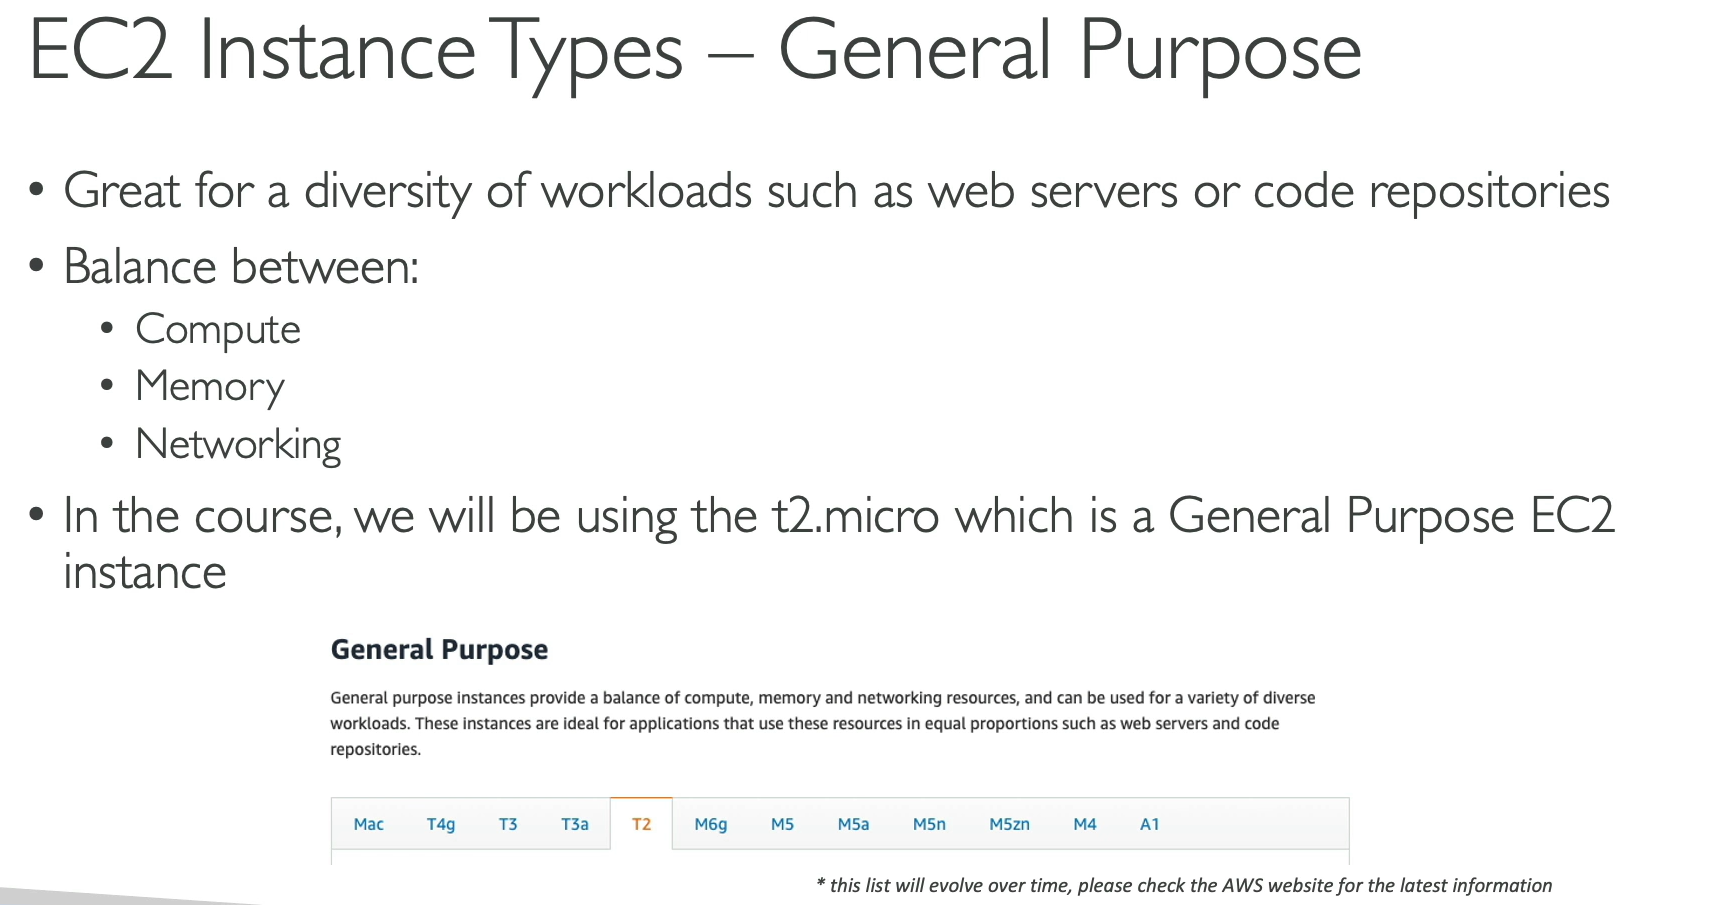 EC2 Instance Types – General Purpose
• Great for a diversity of workloads such as web servers or code repositories
• Balance between:
• Compute
• Memory
• Networking
• In the course, we will be using the t2.micro which is a General Purpose EC2
instance
General Purpose
General purpose instances provide a balance of compute, memory and networking resources, and can be used for a variety of diverse
workloads. These instances are ideal for applications that use these resources in equal proportions such as web servers and code
repositories.
Mac T4g T3 T3a T2 M6g M5 M5a M5n M5zn M4 A1
* this list will evolve over time, please check the AWS website for the latest information